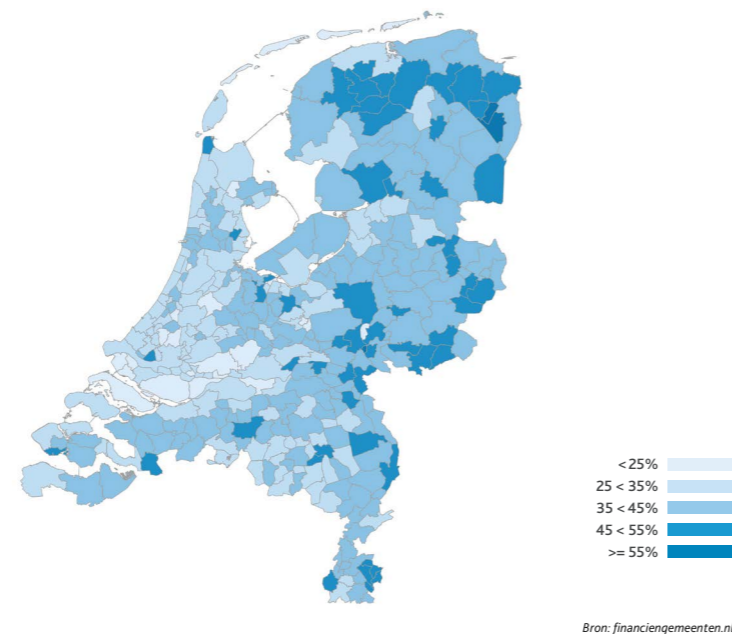 <25%
25 < 35%
35 < 45%
45 < 55%
>= 55%
Bron: financiengemeenten.nl